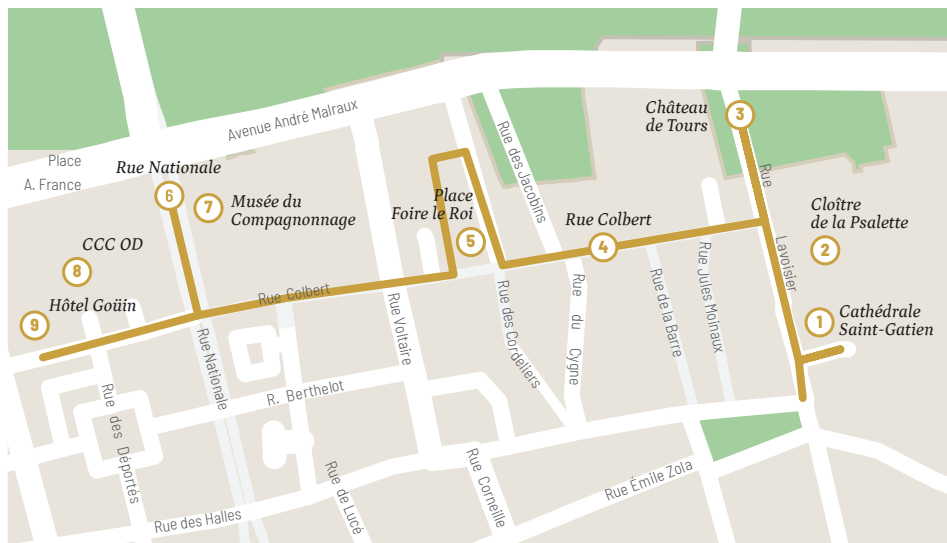 Avenue André Malraux
Place
A. France
Rue Nationale
6
7
Musée du
Compagnonnage
CCC OD
8
Hôtel Goüin
9
Place
Foire le Roi
5
Rue des Jacobins
Château
de Tours
3
Rue Colbert
4
Cloître
de la Psalette
2
1
Cathédrale
Saint-Gatien
Rue
Lavoisier
Rue Colbert
Rue Voltaire
Rue des Cordeliers
Rue du Cygne
Rue de la Barre
Rue Jules Moinaux
Rue Nationale
R. Berthelot
Rue des Déportés
Rue des Halles
Rue de Lucé
Rue Corneille
Rue Émile Zola